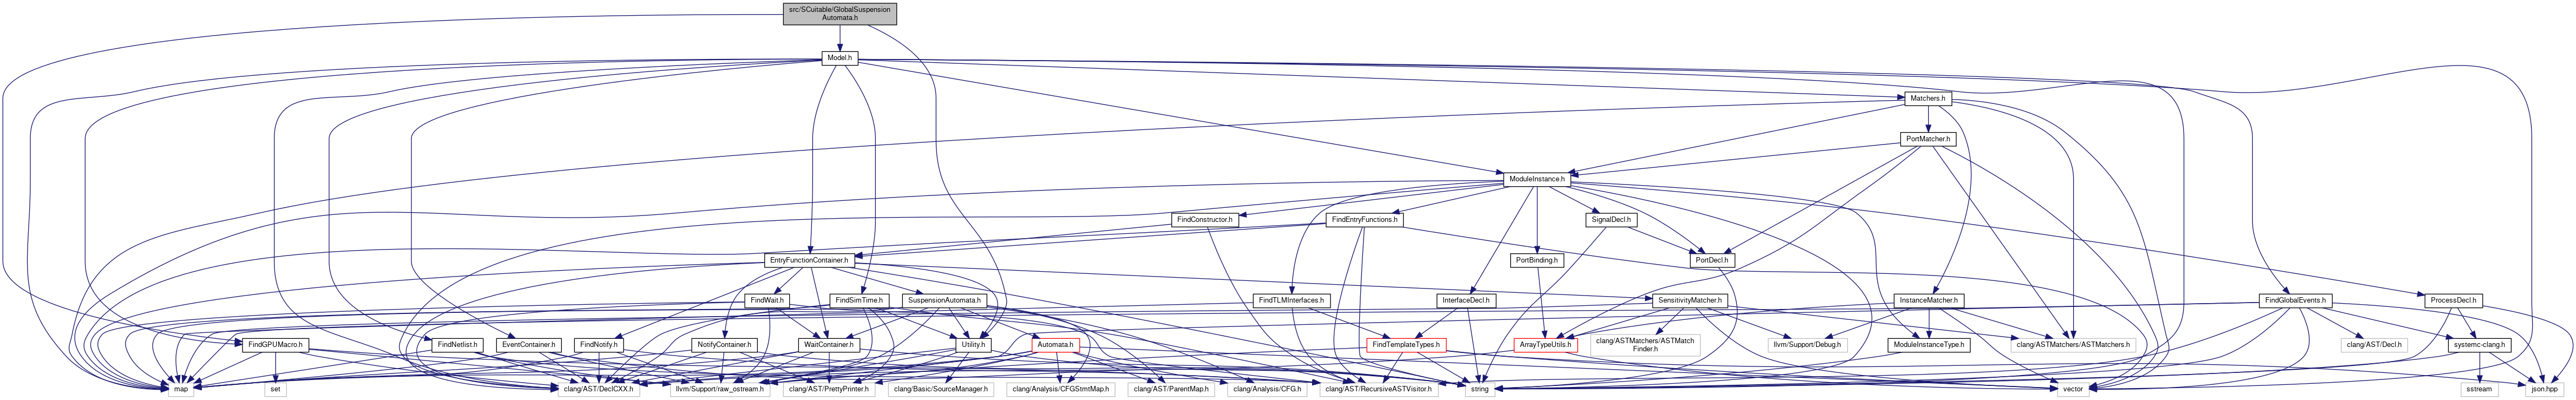 src/SCuitable/GlobalSuspension
Automata.h
Model.h
Matchers.h
PortMatcher.h
ModuleInstance.h
FindConstructor.h
FindEntryFunctions.h
SignalDecl.h
EntryFunctionContainer.h
PortBinding.h
PortDecl.h
FindWait.h
FindSimTime.h
SuspensionAutomata.h
FindTLMInterfaces.h
InterfaceDecl.h
SensitivityMatcher.h
InstanceMatcher.h
FindGlobalEvents.h
ProcessDecl.h
FindGPUMacro.h
FindNetlist.h
EventContainer.h
FindNotify.h
NotifyContainer.h
WaitContainer.h
Utility.h
Automata.h
FindTemplateTypes.h
ArrayTypeUtils.h
clang/ASTMatchers/ASTMatch
Finder.h
llvm/Support/Debug.h
ModuleInstanceType.h
clang/ASTMatchers/ASTMatchers.h
clang/AST/Decl.h
systemc-clang.h
map
set
clang/AST/DeclCXX.h
llvm/Support/raw_ostream.h
clang/AST/PrettyPrinter.h
clang/Basic/SourceManager.h
clang/Analysis/CFGStmtMap.h
clang/AST/ParentMap.h
clang/Analysis/CFG.h
clang/AST/RecursiveASTVisitor.h
string
vector
sstream
json.hpp